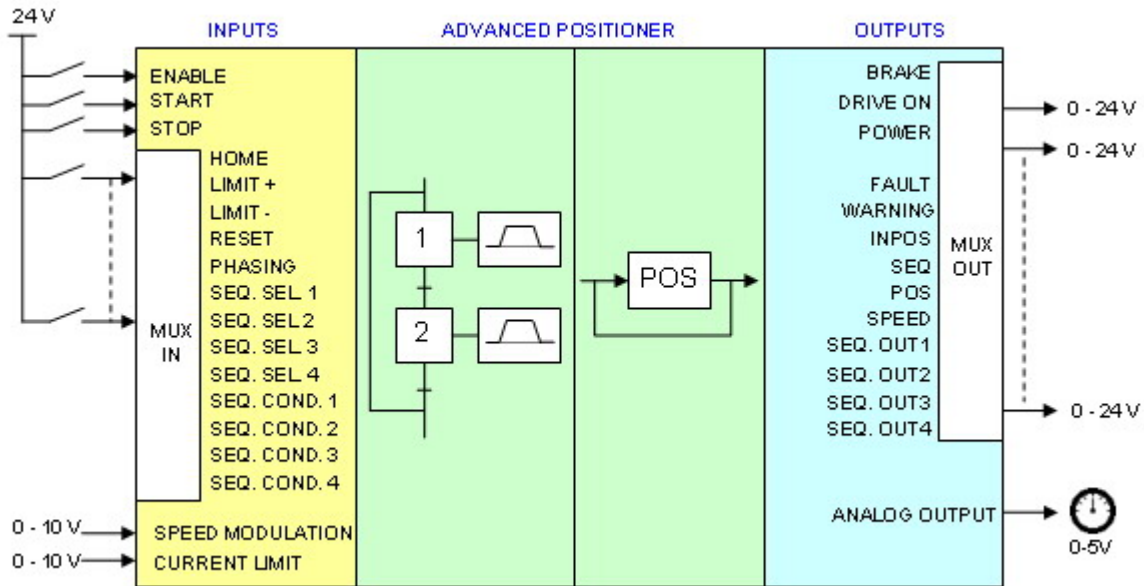 24 V
INPUTS
ADVANCED POSITIONER
OUTPUTS
ENABLE
START
STOP
MUX
IN
HOME
LIMIT +
LIMIT -
RESET
PHASING
SEQ. SEL. 1
SEQ. SEL 2
SEQ. SEL. 3
SEQ. SEL. 4
SEQ. COND. 1
SEQ. COND. 2
SEQ. COND. 3
SEQ. COND. 4
0 - 10 V
SPEED MODULATION
0 - 10 V
CURRENT LIMIT
1
2
POS
BRAKE
DRIVE ON
POWER
FAULT
WARNING
INPOS
SEQ
POS
SPEED
SEQ. OUT1
SEQ. OUT2
SEQ. OUT3
SEQ. OUT4
MUX
OUT
0 - 24 V
0 - 24 V
0 - 24 V
ANALOG OUTPUT
0-5V